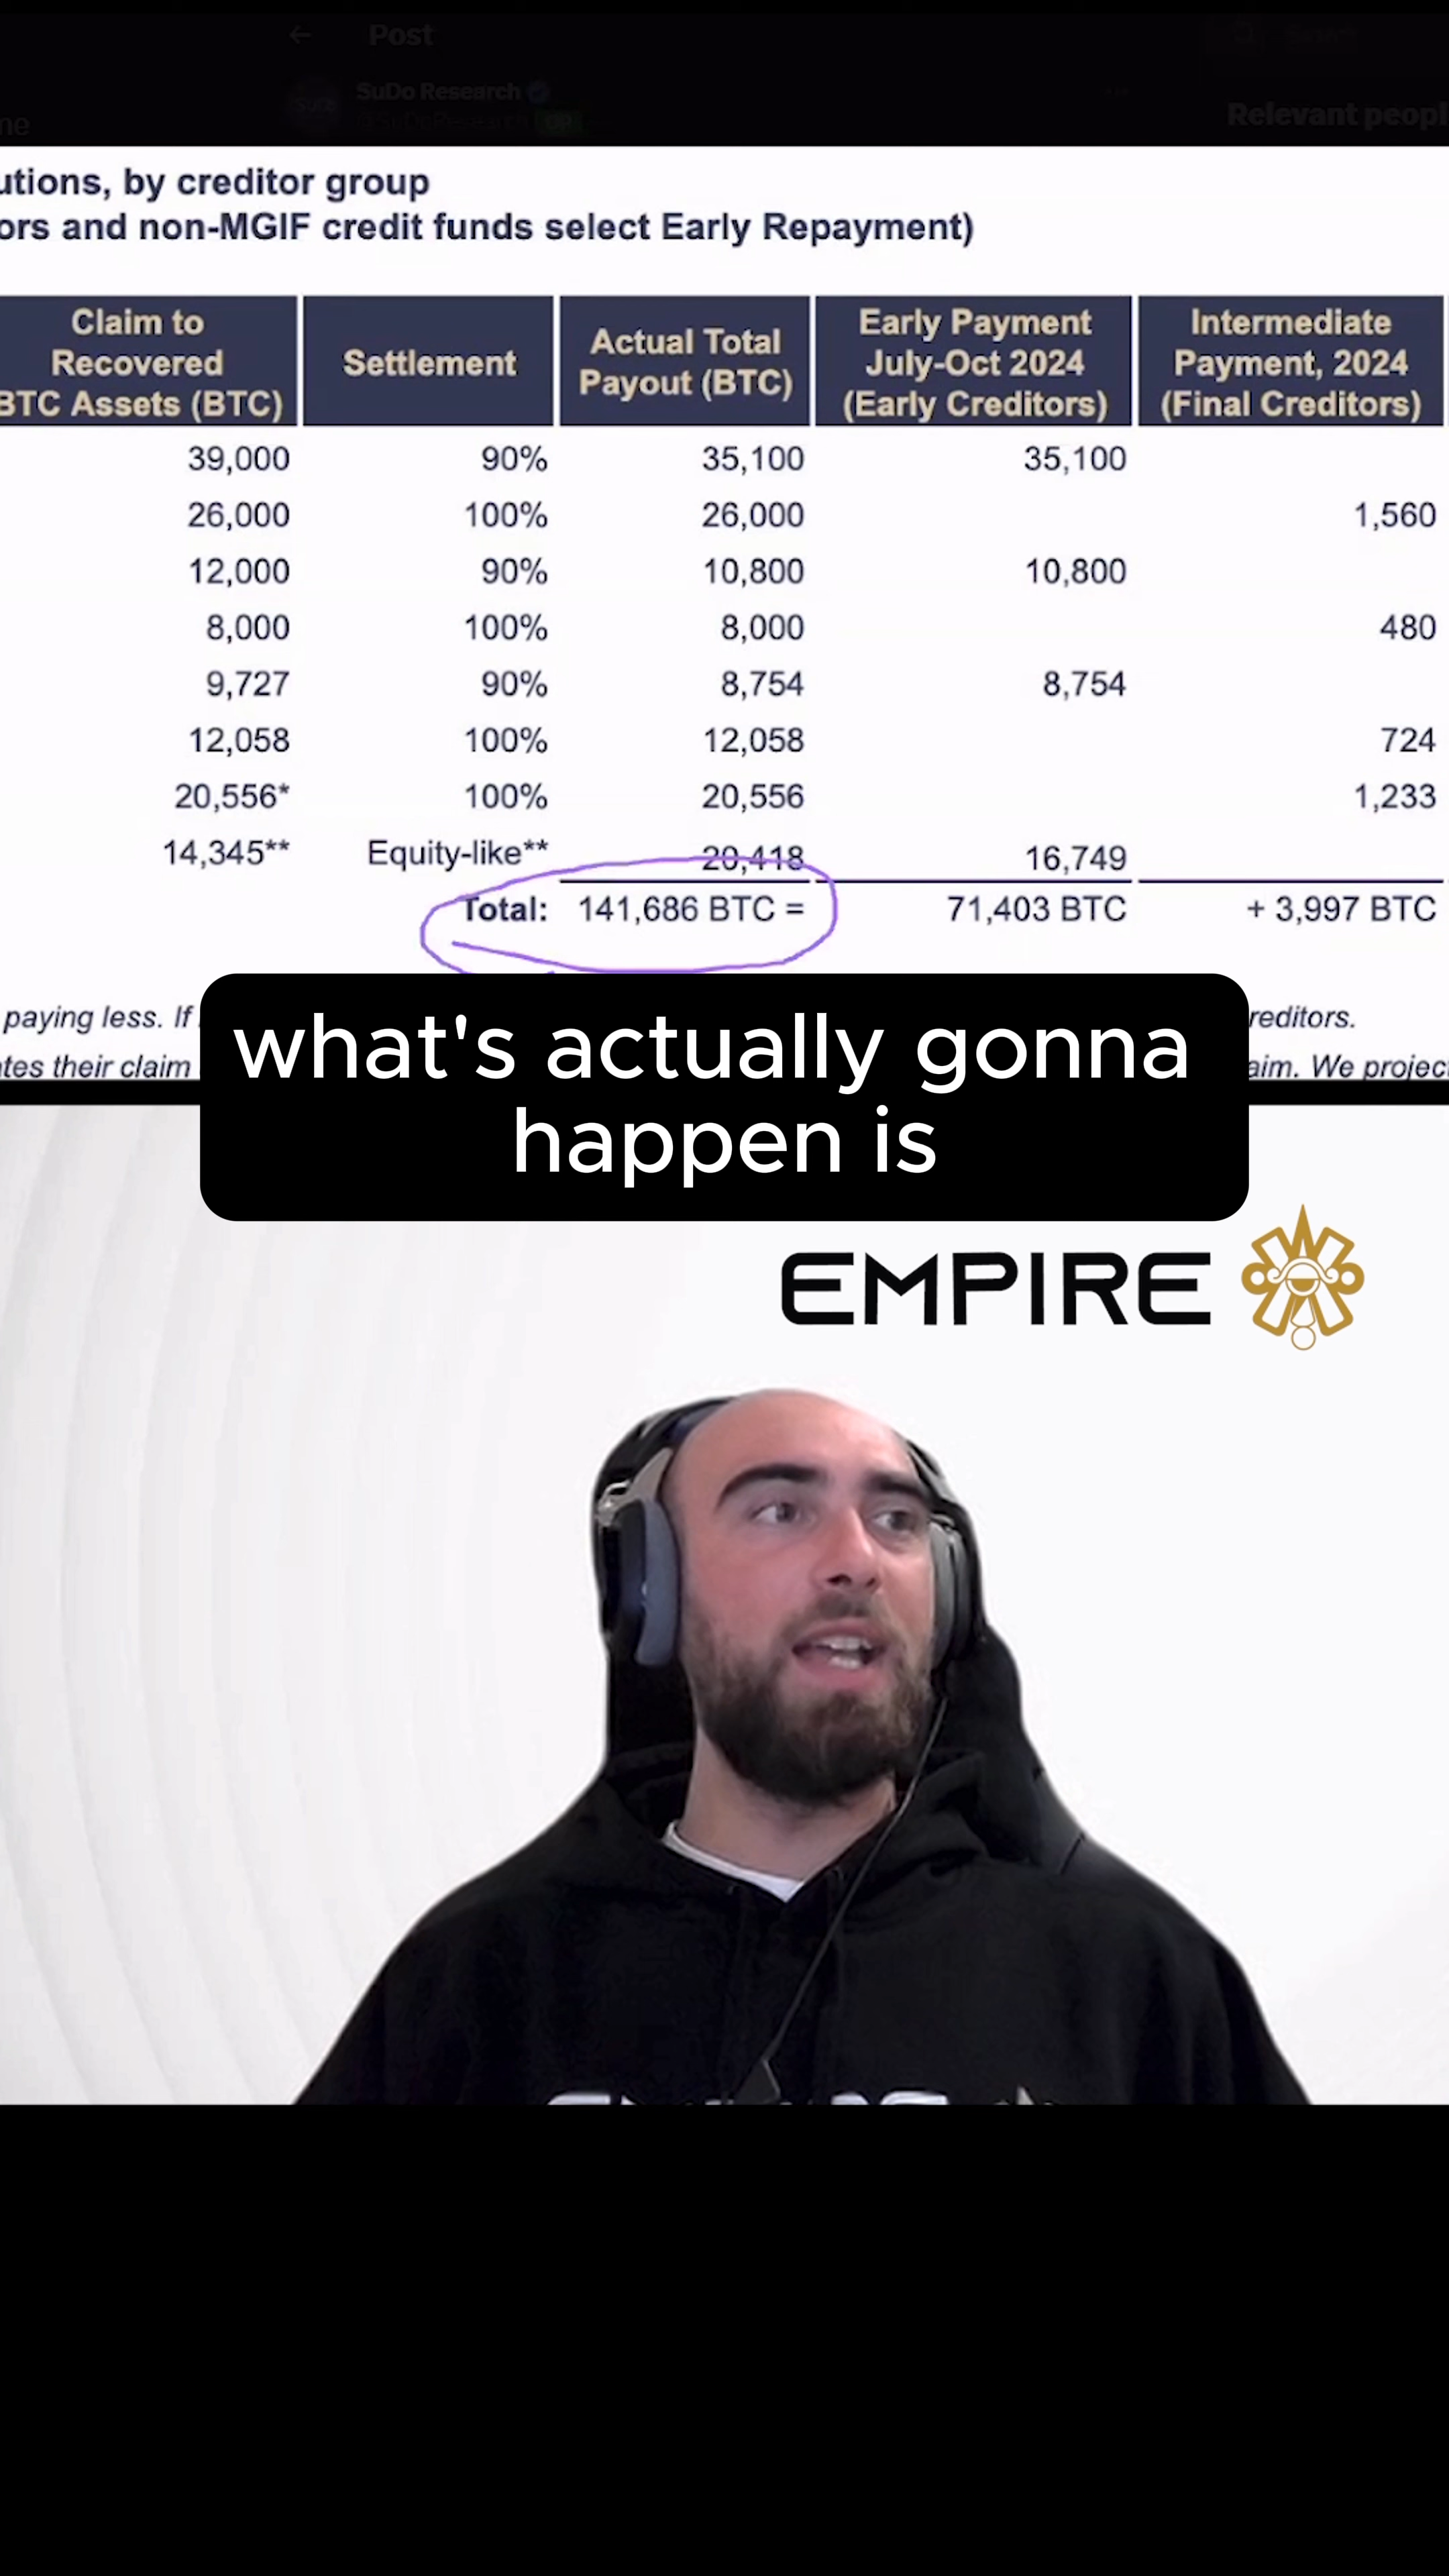 Post
SuDo Research
Relevant peopl
utions, by creditor group
ors and non-MGIF credit funds select Early Repayment)
Claim to Recovered BTC Assets (BTC) Settlement Actual Total Payout (BTC) Early Payment July-Oct 2024 (Early Creditors) Intermediate Payment, 2024 (Final Creditors)
39,000 90% 35,100 35,100
26,000 100% 26,000 1,560
12,000 90% 10,800 10,800
8,000 100% 8,000 480
9,727 90% 8,754 8,754
12,058 100% 12,058 724
20,556* 100% 20,556 1,233
14,345** Equity-like** 20,418 16,749
Total: 141,686 BTC = 71,403 BTC + 3,997 BTC
paying less. If
reditors.
ates their claim
aim. We project
what's actually gonna
happen is
EMPIRE